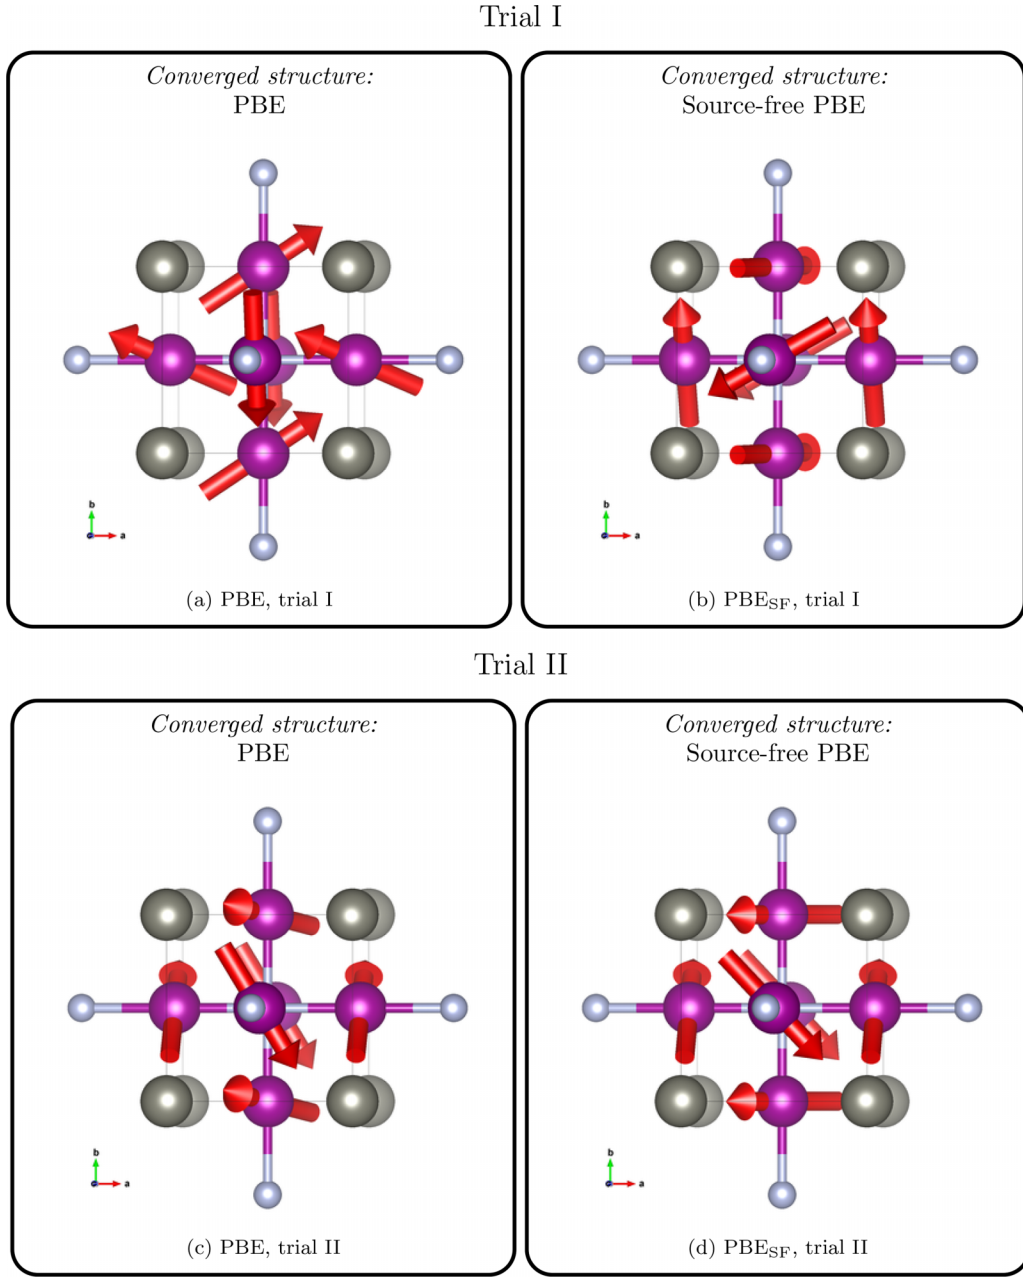 Trial I
Converged structure:
PBE
Converged structure:
Source-free PBE
b
a
b
a
(a) PBE, trial I
(b) PBE_SF, trial I
Trial II
Converged structure:
PBE
Converged structure:
Source-free PBE
b
a
b
a
(c) PBE, trial II
(d) PBE_SF, trial II